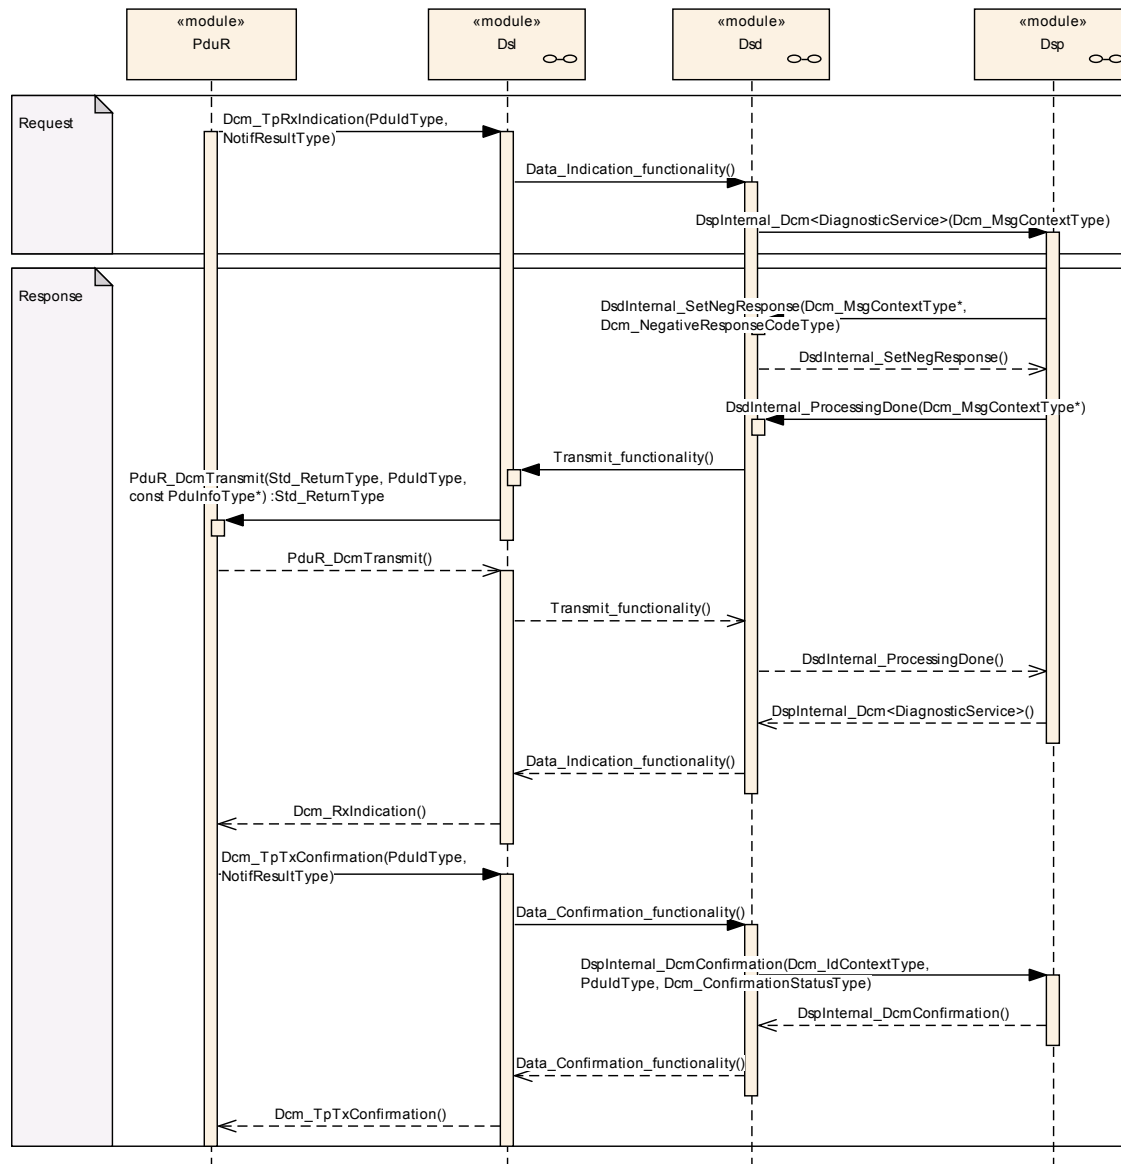 «module»
PduR
«module»
Dsl
«module»
Dsd
«module»
Dsp
Request
Dcm_TpRxIndication(PduIdType,
NotifResultType)
Data_Indication_functionality()
DspInternal_Dcm<DiagnosticService>(Dcm_MsgContextType)
Response
DsdInternal_SetNegResponse(Dcm_MsgContextType*,
Dcm_NegativeResponseCodeType)
DsdInternal_SetNegResponse()
DsdInternal_ProcessingDone(Dcm_MsgContextType*)
Transmit_functionality()
PduR_DcmTransmit(Std_ReturnType, PduIdType,
const PduInfoType*) :Std_ReturnType
PduR_DcmTransmit()
Transmit_functionality()
DsdInternal_ProcessingDone()
DspInternal_Dcm<DiagnosticService>()
Data_Indication_functionality()
Dcm_RxIndication()
Dcm_TpTxConfirmation(PduIdType,
NotifResultType)
Data_Confirmation_functionality()
DspInternal_DcmConfirmation(Dcm_IdContextType,
PduIdType, Dcm_ConfirmationStatusType)
DspInternal_DcmConfirmation()
Data_Confirmation_functionality()
Dcm_TpTxConfirmation()